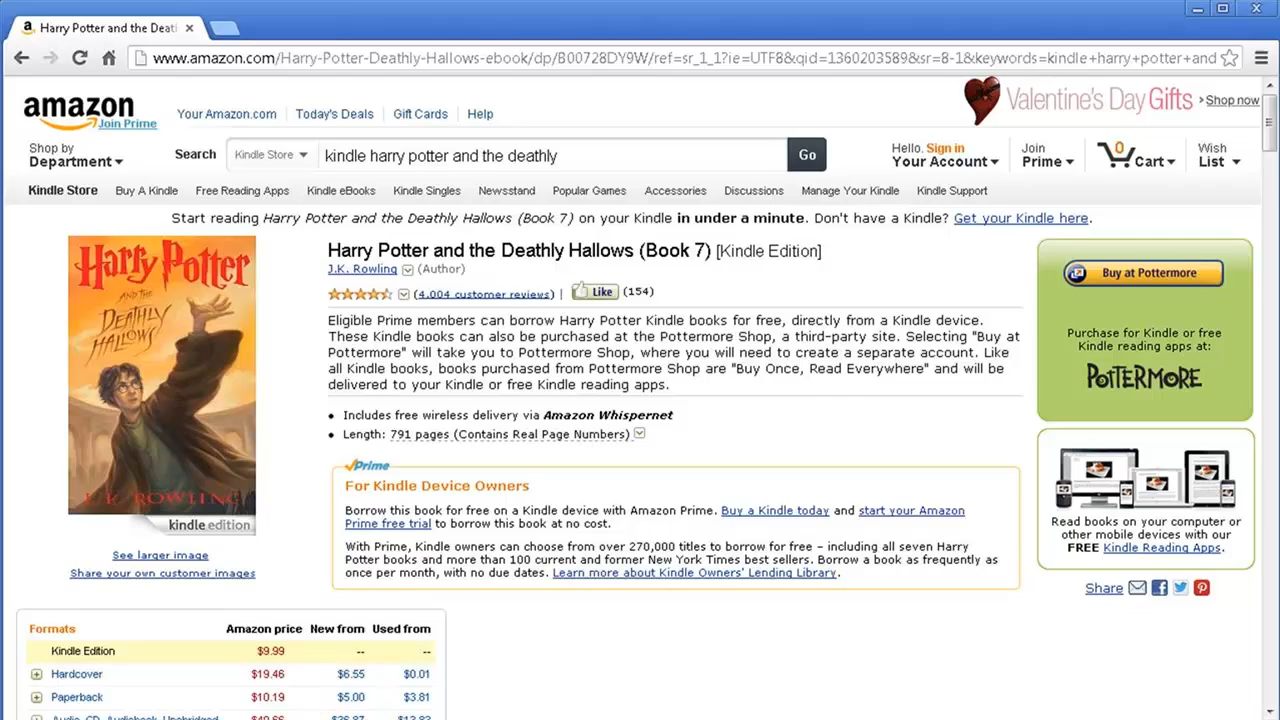 Harry Potter and the Deatl
www.amazon.com/Harry-Potter-Deathly-Hallows-ebook/dp/B00728DY9W/ref=sr_1_1?ie=UTF8&qid=1360203589&sr=8-1&keywords=kindle+harry+potter+and
amazon
Join Prime
Your Amazon.com
Today's Deals
Gift Cards
Help
Valentine's Day Gifts
Shop now
Shop by
Department
Search
Kindle Store
kindle harry potter and the deathly
Go
Hello. Sign in
Your Account
Join
Prime
0
Cart
Wish
List
Kindle Store
Buy A Kindle
Free Reading Apps
Kindle eBooks
Kindle Singles
Newsstand
Popular Games
Accessories
Discussions
Manage Your Kindle
Kindle Support
Start reading Harry Potter and the Deathly Hallows (Book 7) on your Kindle in under a minute. Don't have a Kindle? Get your Kindle here.
Harry Potter
AND THE
DEATHLY
HALLOWS
J. K. ROWLING
kindle edition
See larger image
Share your own customer images
Harry Potter and the Deathly Hallows (Book 7) [Kindle Edition]
J.K. Rowling (Author)
(4,004 customer reviews) | Like (154)
Eligible Prime members can borrow Harry Potter Kindle books for free, directly from a Kindle device.
These Kindle books can also be purchased at the Pottermore Shop, a third-party site. Selecting "Buy at
Pottermore" will take you to Pottermore Shop, where you will need to create a separate account. Like
all Kindle books, books purchased from Pottermore Shop are "Buy Once, Read Everywhere" and will be
delivered to your Kindle or free Kindle reading apps.
• Includes free wireless delivery via Amazon Whispernet
• Length: 791 pages (Contains Real Page Numbers)
Prime
For Kindle Device Owners
Borrow this book for free on a Kindle device with Amazon Prime. Buy a Kindle today and start your Amazon
Prime free trial to borrow this book at no cost.
With Prime, Kindle owners can choose from over 270,000 titles to borrow for free – including all seven Harry
Potter books and more than 100 current and former New York Times best sellers. Borrow a book as frequently as
once per month, with no due dates. Learn more about Kindle Owners' Lending Library.
Buy at Pottermore
Purchase for Kindle or free
Kindle reading apps at:
POTTERMORE
Read books on your computer or
other mobile devices with our
FREE Kindle Reading Apps.
Share
Formats Amazon price New from Used from
Kindle Edition $9.99 -- --
Hardcover $19.46 $6.55 $0.01
Paperback $10.19 $5.00 $3.81
Audio, CD, Audiobook, Unabridged